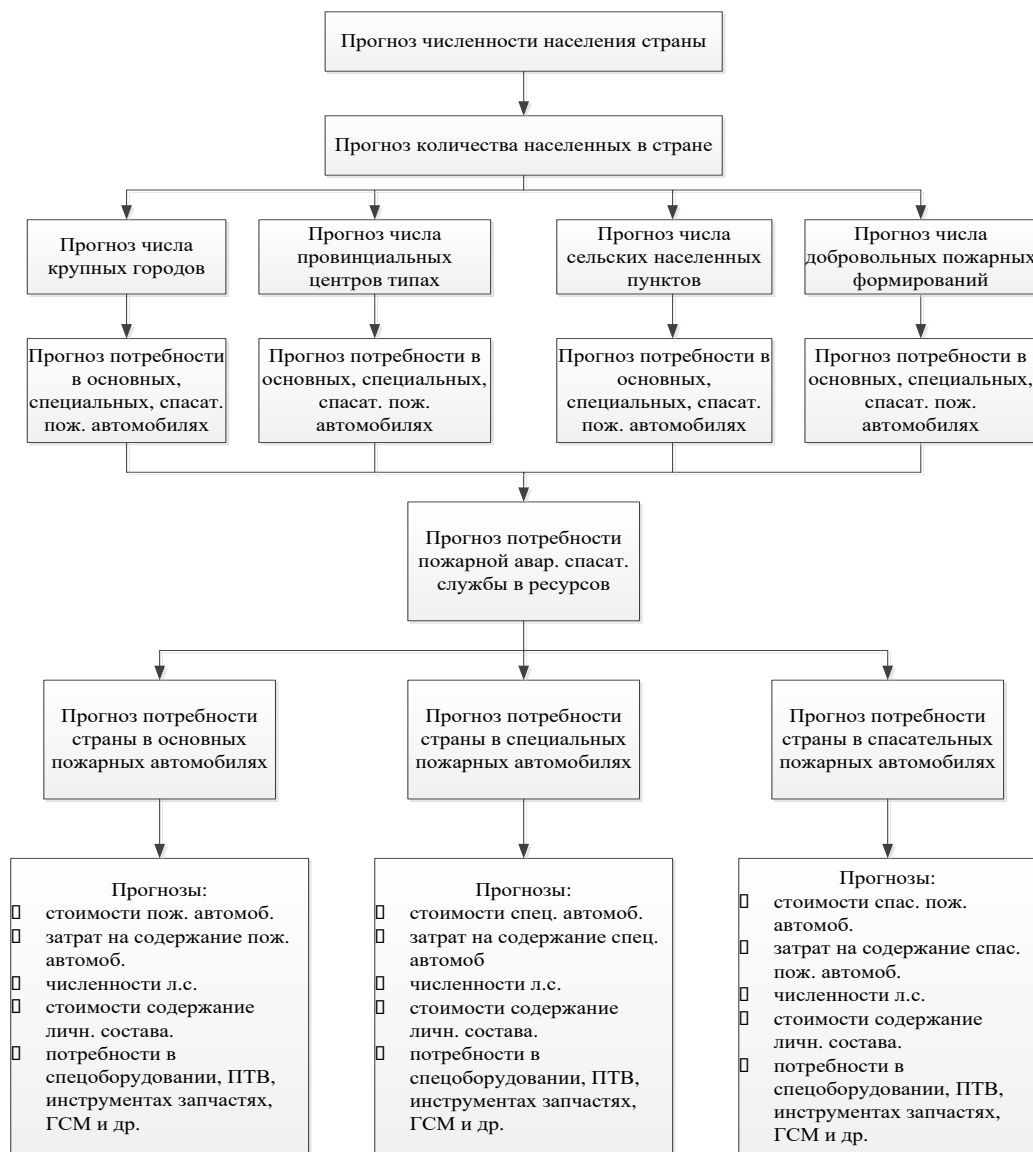 Прогноз численности населения страны
Прогноз количества населенных в стране
Прогноз числа
крупных городов
Прогноз числа
провинциальных
центров типах
Прогноз числа
сельских населенных
пунктов
Прогноз числа
добровольных пожарных
формирований
Прогноз потребности
в основных,
специальных, спасат.
пож. автомобилях
Прогноз потребности в
основных, специальных,
спасат. пож.
автомобилях
Прогноз потребности в
основных,
специальных, спасат.
пож. автомобилях
Прогноз потребности в
основных, специальных,
спасат. пож.
автомобилях
Прогноз потребности
пожарной авар. спасат.
службы в ресурсов
Прогноз потребности
страны в основных
пожарных автомобилях
Прогноз потребности
страны в специальных
пожарных автомобилях
Прогноз потребности
страны в спасательных
пожарных автомобилях
Прогнозы:
стоимости пож. автомоб.
затрат на содержание пож.
автомоб.
численности л.с.
стоимости содержание
личн. состава.
потребности в
спецоборудовании, ПТВ,
инструментах запчастях,
ГСМ и др.
Прогнозы:
стоимости спец. автомоб.
затрат на содержание спец.
автомоб
численности л.с.
стоимости содержание
личн. состава.
потребности в
спецоборудовании, ПТВ,
инструментах запчастях,
ГСМ и др.
Прогнозы:
стоимости спас. пож.
автомоб.
затрат на содержание спас.
пож. автомоб.
численности л.с.
стоимости содержание
личн. состава.
потребности в
спецоборудовании, ПТВ,
инструментах запчастях,
ГСМ и др.